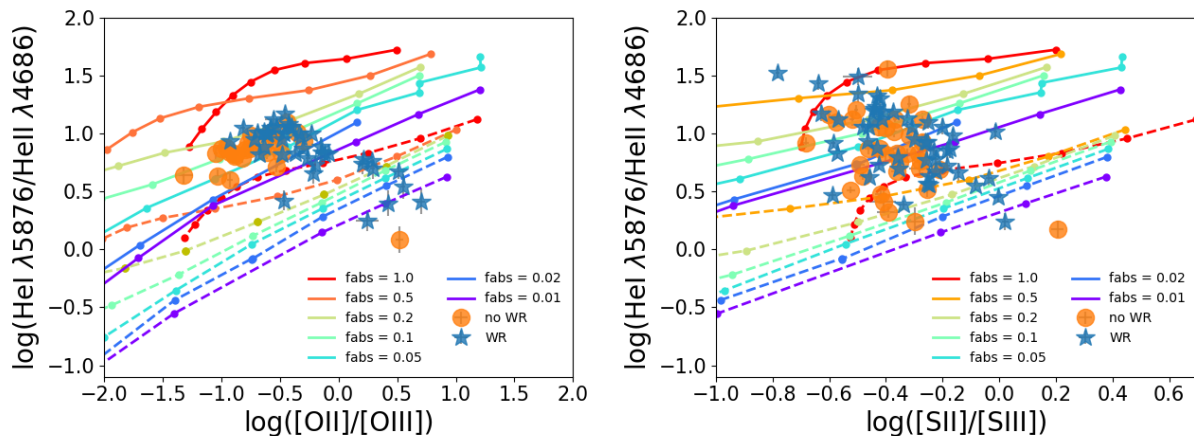 2.0
1.5
1.0
0.5
0.0
−0.5
−1.0
−2.0 −1.5 −1.0 −0.5 0.0 0.5 1.0 1.5 2.0
log(HeI λ5876/HeII λ4686)
log([OII]/[OIII])
fabs = 1.0
fabs = 0.5
fabs = 0.2
fabs = 0.1
fabs = 0.05
fabs = 0.02
fabs = 0.01
no WR
WR
2.0
1.5
1.0
0.5
0.0
−0.5
−1.0
−1.0 −0.8 −0.6 −0.4 −0.2 0.0 0.2 0.4 0.6
log(HeI λ5876/HeII λ4686)
log([SII]/[SIII])
fabs = 1.0
fabs = 0.5
fabs = 0.2
fabs = 0.1
fabs = 0.05
fabs = 0.02
fabs = 0.01
no WR
WR